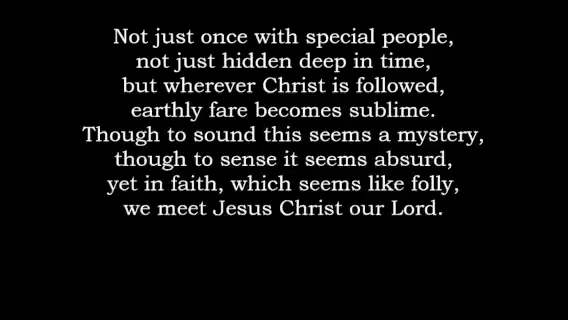 Not just once with special people,
not just hidden deep in time,
but wherever Christ is followed,
earthly fare becomes sublime.
Though to sound this seems a mystery,
though to sense it seems absurd,
yet in faith, which seems like folly,
we meet Jesus Christ our Lord.